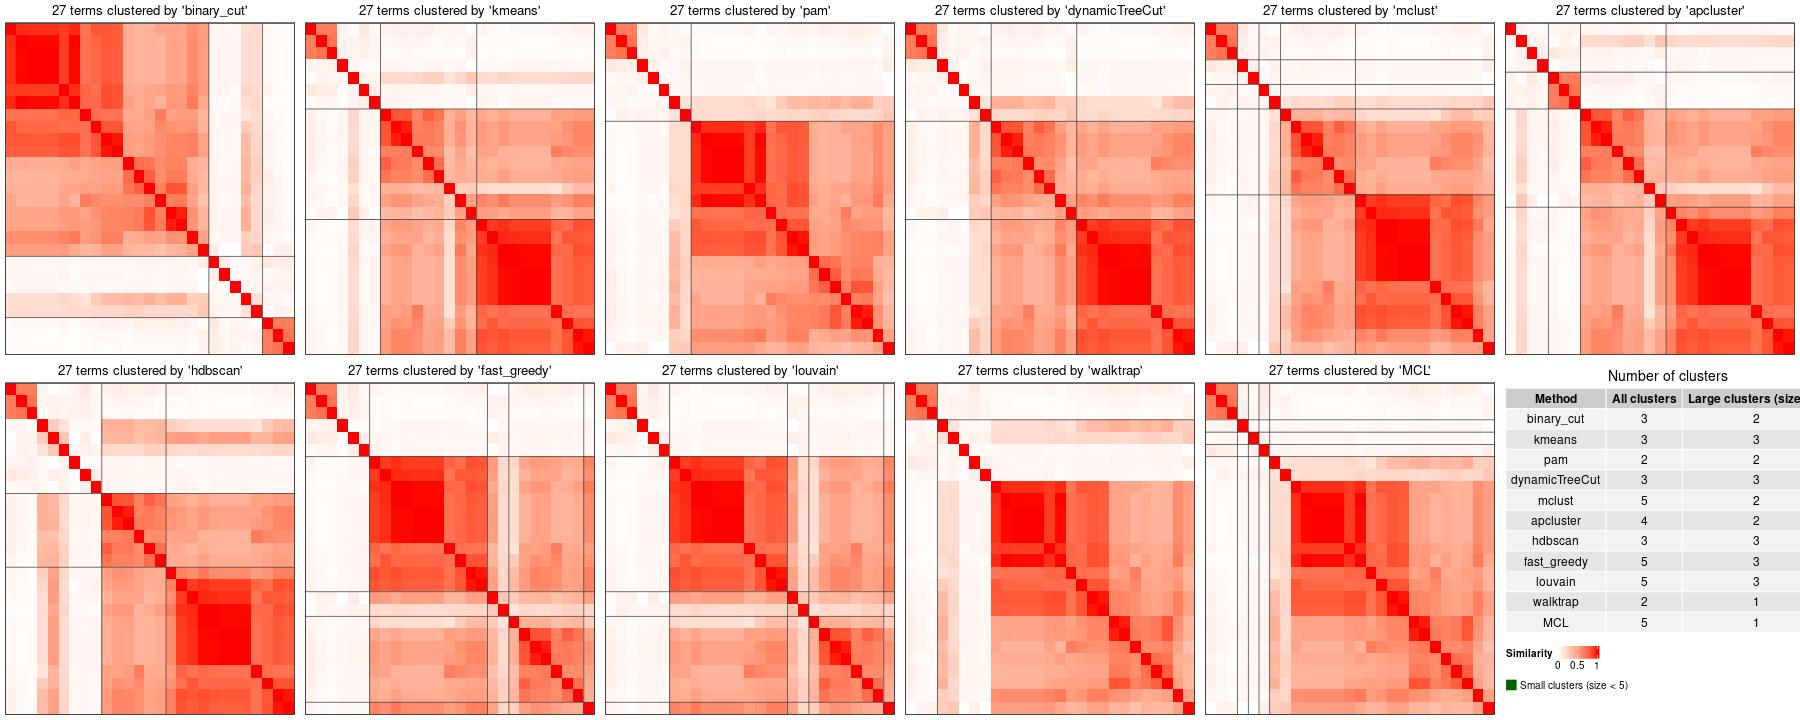 27 terms clustered by 'binary_cut'
27 terms clustered by 'kmeans'
27 terms clustered by 'pam'
27 terms clustered by 'dynamicTreeCut'
27 terms clustered by 'mclust'
27 terms clustered by 'apcluster'
27 terms clustered by 'hdbscan'
27 terms clustered by 'fast_greedy'
27 terms clustered by 'louvain'
27 terms clustered by 'walktrap'
27 terms clustered by 'MCL'
Number of clusters
Method All clusters Large clusters (size
binary_cut 3 2
kmeans 3 3
pam 2 2
dynamicTreeCut 3 3
mclust 5 2
apcluster 4 2
hdbscan 3 3
fast_greedy 5 3
louvain 5 3
walktrap 2 1
MCL 5 1
Similarity
0 0.5 1
Small clusters (size < 5)